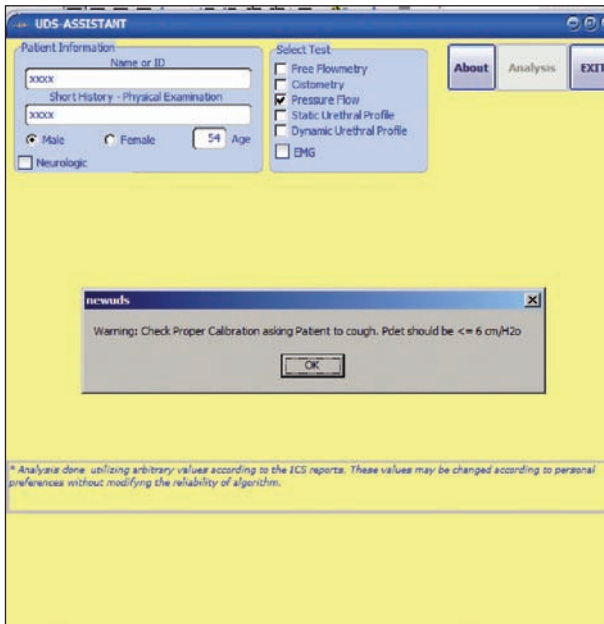 UDS-ASSISTANT
Patient Information
Name or ID
xxxx
Short History - Physical Examination
xxxx
Male
Female
54 Age
Neurologic
Select Test
Free Flowmetry
Cistometry
Pressure Flow
Static Urethral Profile
Dynamic Urethral Profile
EMG
About
Analysis
EXIT
newuds
Warning: Check Proper Calibration asking Patient to cough. Pdet should be <= 6 cm/H2o
OK
* Analysis done utilizing arbitrary values according to the ICS reports. These values may be changed according to personal
preferences without modifyng the reliability of algorithm.